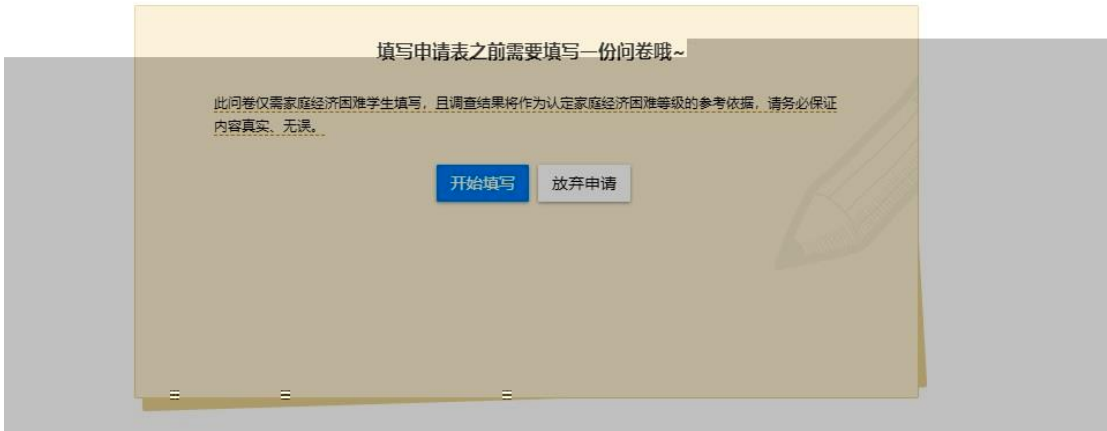 填写申请表之前需要填写一份问卷哦~
此问卷仅需家庭经济困难学生填写，且调查结果将作为认定家庭经济困难等级的参考依据，请务必保证
内容真实、无误。
开始填写
放弃申请